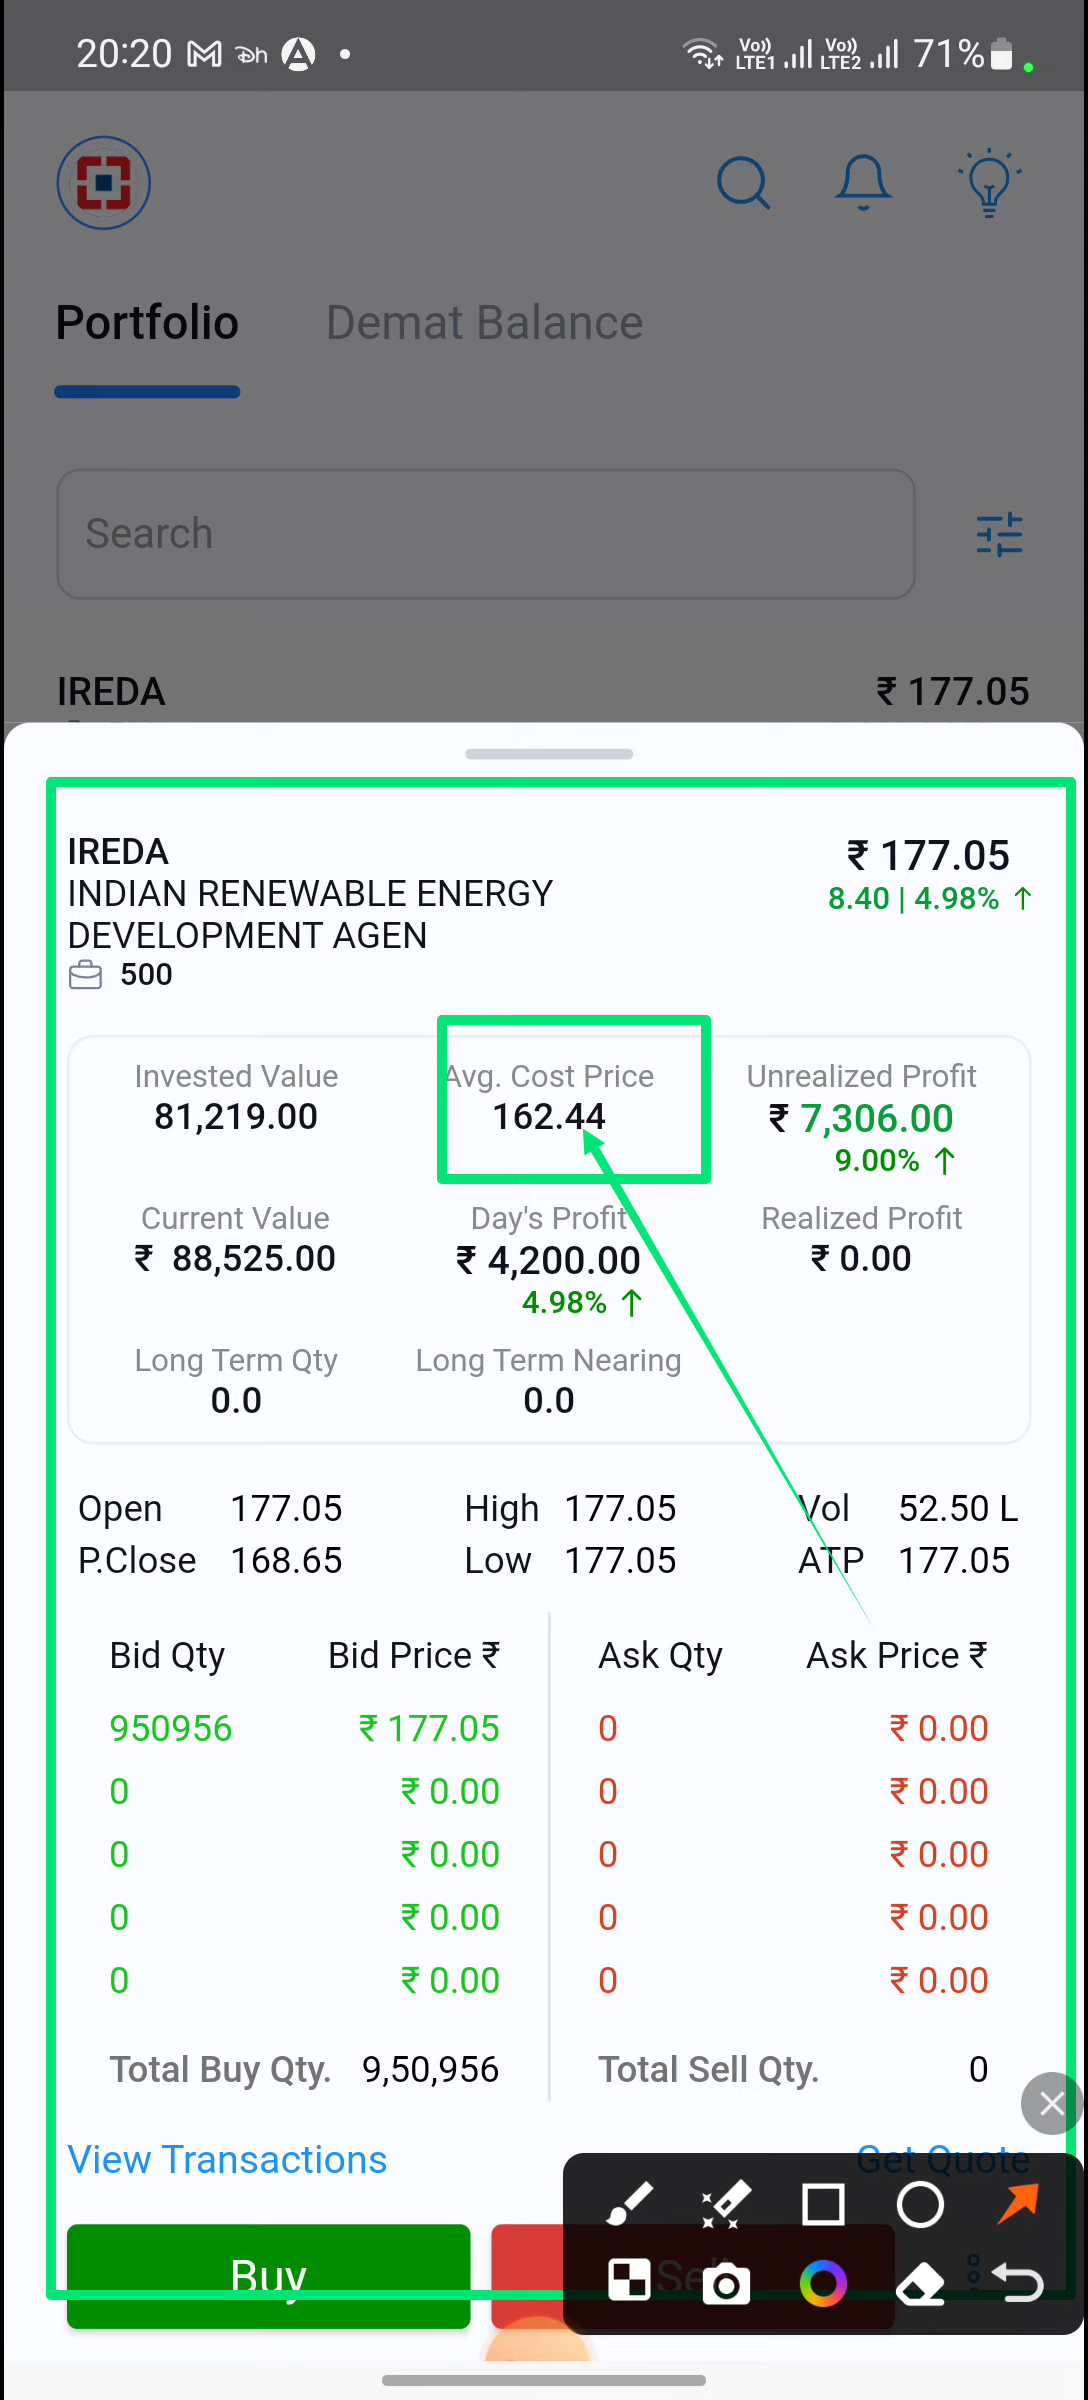 20:20 Dh Vo)) LTE1 Vo)) LTE2 71%
Portfolio Demat Balance
Search
IREDA ₹ 177.05
IREDA ₹ 177.05
INDIAN RENEWABLE ENERGY 8.40 | 4.98% ↑
DEVELOPMENT AGEN
500
Invested Value Avg. Cost Price Unrealized Profit
81,219.00 162.44 ₹ 7,306.00
9.00% ↑
Current Value Day's Profit Realized Profit
₹ 88,525.00 ₹ 4,200.00 ₹ 0.00
4.98% ↑
Long Term Qty Long Term Nearing
0.0 0.0
Open 177.05 High 177.05 Vol 52.50 L
P.Close 168.65 Low 177.05 ATP 177.05
Bid Qty Bid Price ₹ Ask Qty Ask Price ₹
950956 ₹ 177.05 0 ₹ 0.00
0 ₹ 0.00 0 ₹ 0.00
0 ₹ 0.00 0 ₹ 0.00
0 ₹ 0.00 0 ₹ 0.00
0 ₹ 0.00 0 ₹ 0.00
Total Buy Qty. 9,50,956 Total Sell Qty. 0
View Transactions Get Quote
Buy Sell